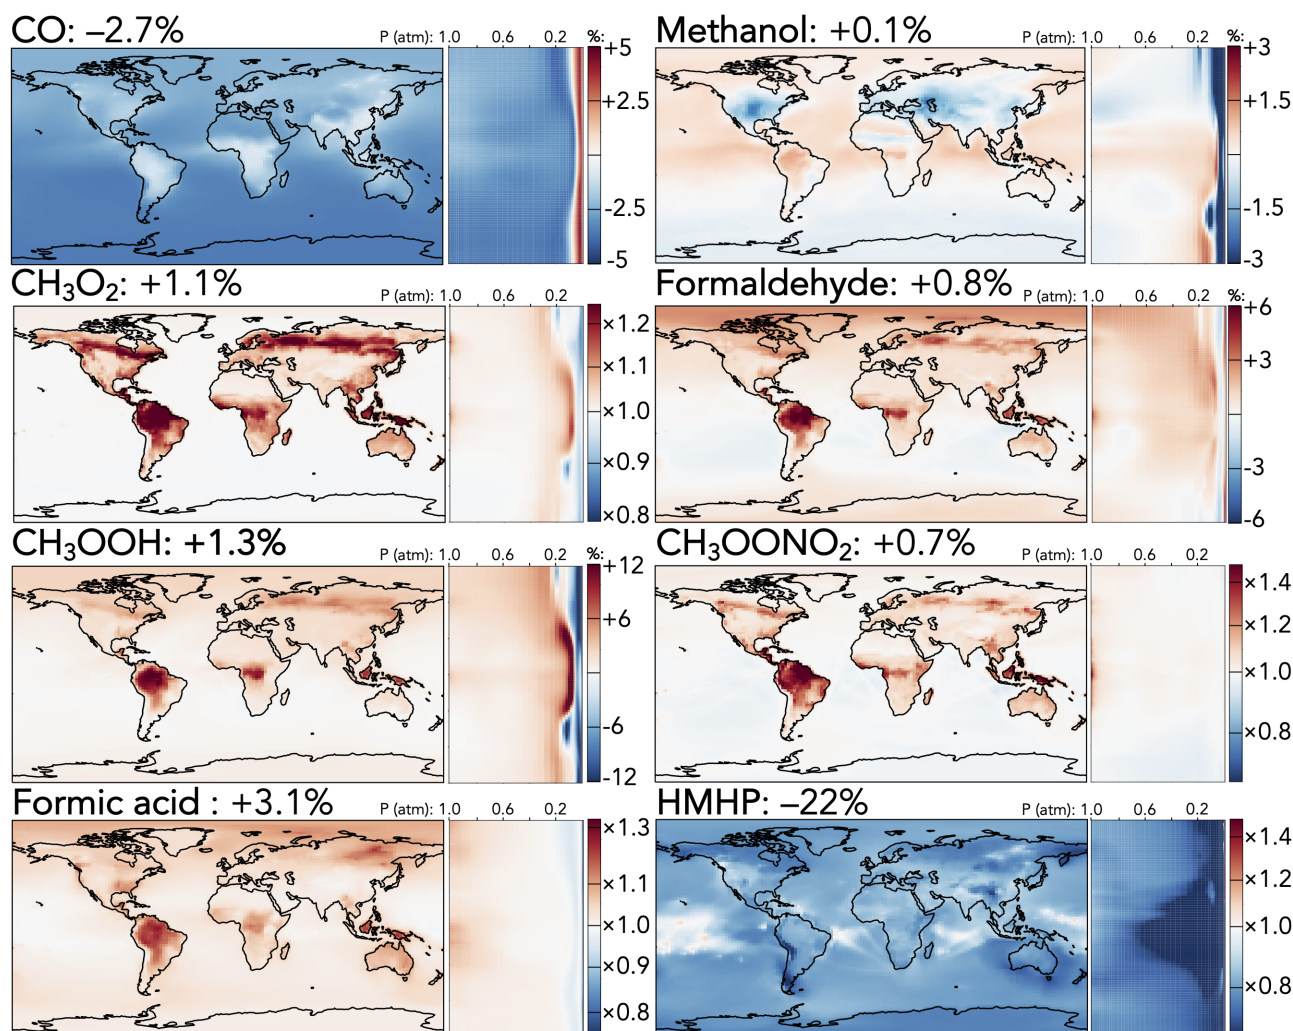 CO: –2.7%
P (atm): 1.0 0.6 0.2 %:
+5
+2.5
-2.5
-5
Methanol: +0.1%
P (atm): 1.0 0.6 0.2 %:
+3
+1.5
-1.5
-3
CH₃O₂: +1.1%
P (atm): 1.0 0.6 0.2
×1.2
×1.1
×1.0
×0.9
×0.8
Formaldehyde: +0.8%
P (atm): 1.0 0.6 0.2 %:
+6
+3
-3
-6
CH₃OOH: +1.3%
P (atm): 1.0 0.6 0.2 %:
+12
+6
-6
-12
CH₃OONO₂: +0.7%
P (atm): 1.0 0.6 0.2
×1.4
×1.2
×1.0
×0.8
Formic acid : +3.1%
P (atm): 1.0 0.6 0.2
×1.3
×1.1
×1.0
×0.9
×0.8
HMHP: –22%
P (atm): 1.0 0.6 0.2
×1.4
×1.2
×1.0
×0.8